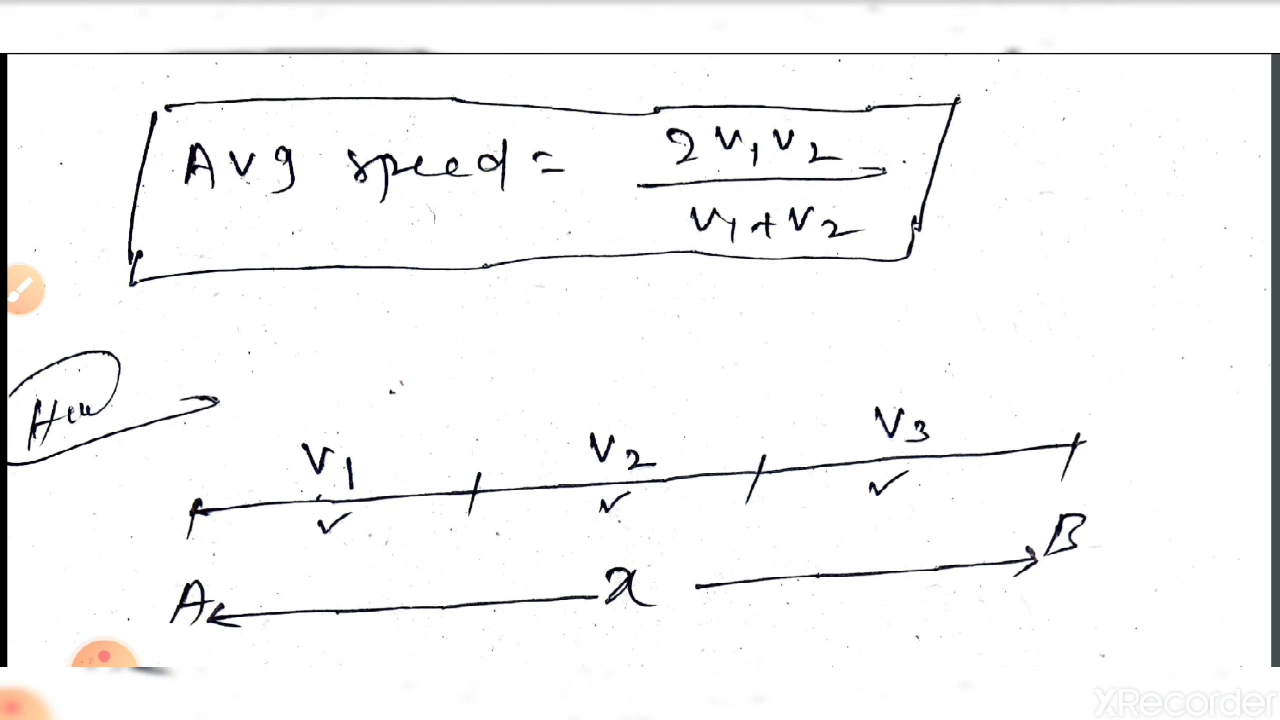 Avg speed = 2V₁V₂
V₁+V₂
V₁ V₂ V₃
A x B
XRecorder